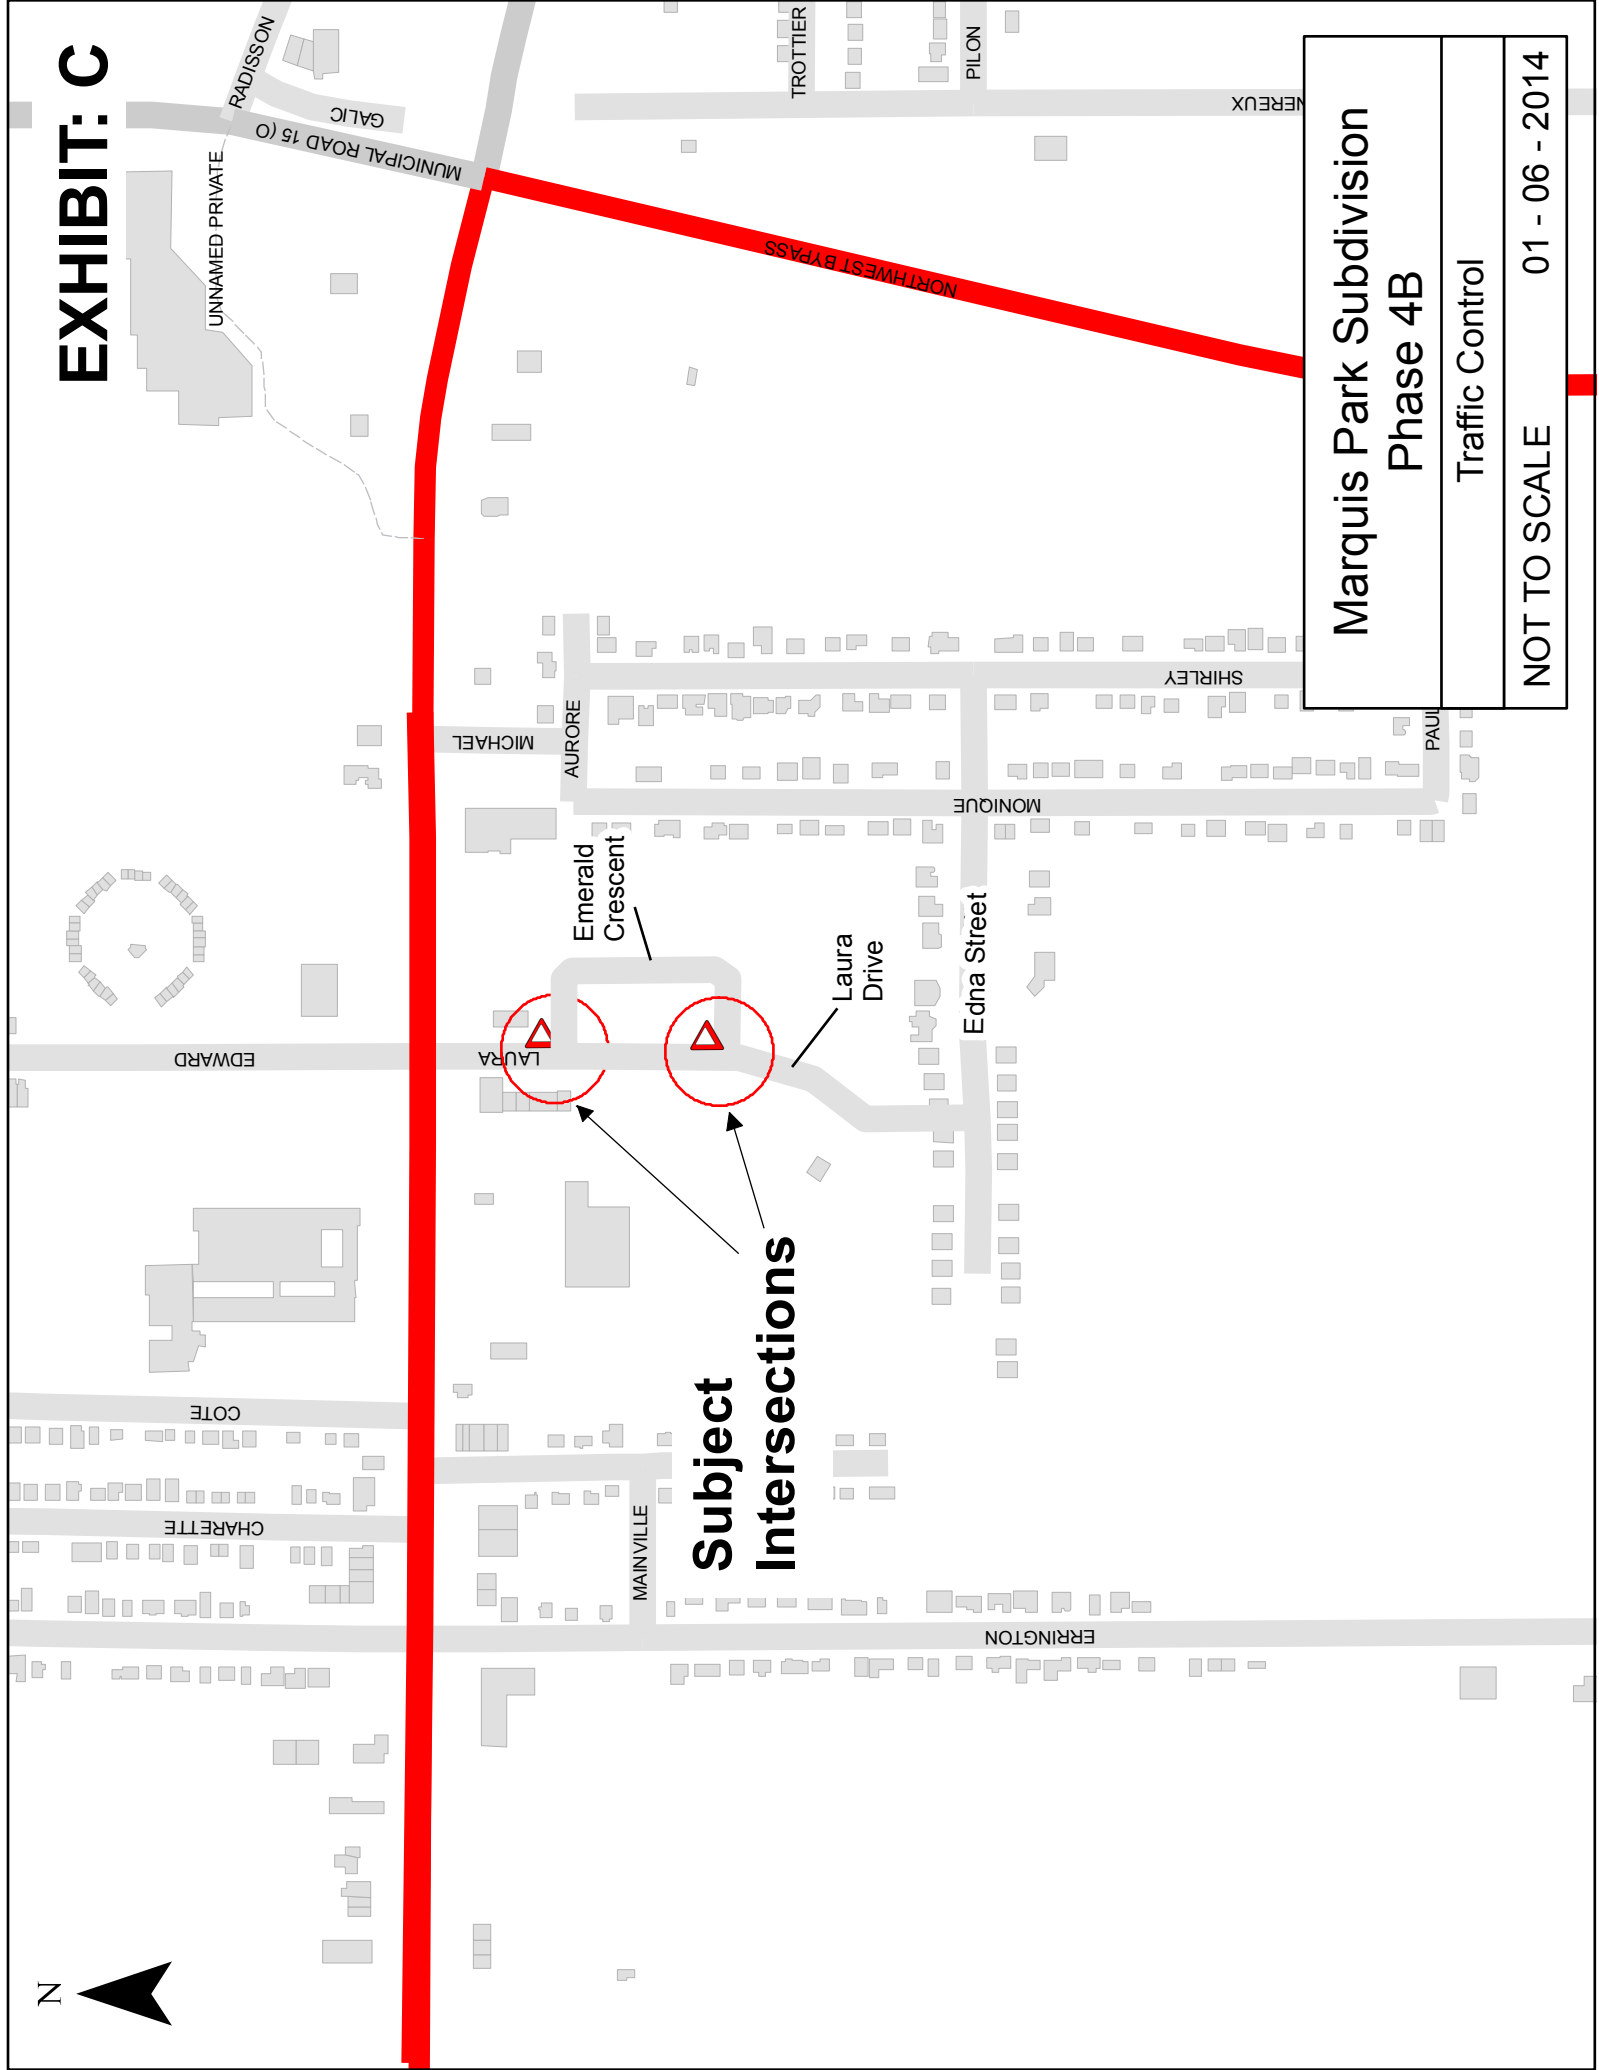 EXHIBIT: C
N
RADISSON
GALIC
MUNICIPAL ROAD 15 (O
UNNAMED PRIVATE
TROTTIER
PILON
NEREUX
NORTHWEST BYPASS
EDWARD
LAURA
MICHAEL
AURORE
SHIRLEY
MONIQUE
PAUL
Emerald
Crescent
Laura
Drive
Edna Street
COTE
CHARETTE
MAINVILLE
ERRINGTON
Subject
Intersections
Marquis Park Subdivision
Phase 4B
Traffic Control
NOT TO SCALE 01 - 06 - 2014